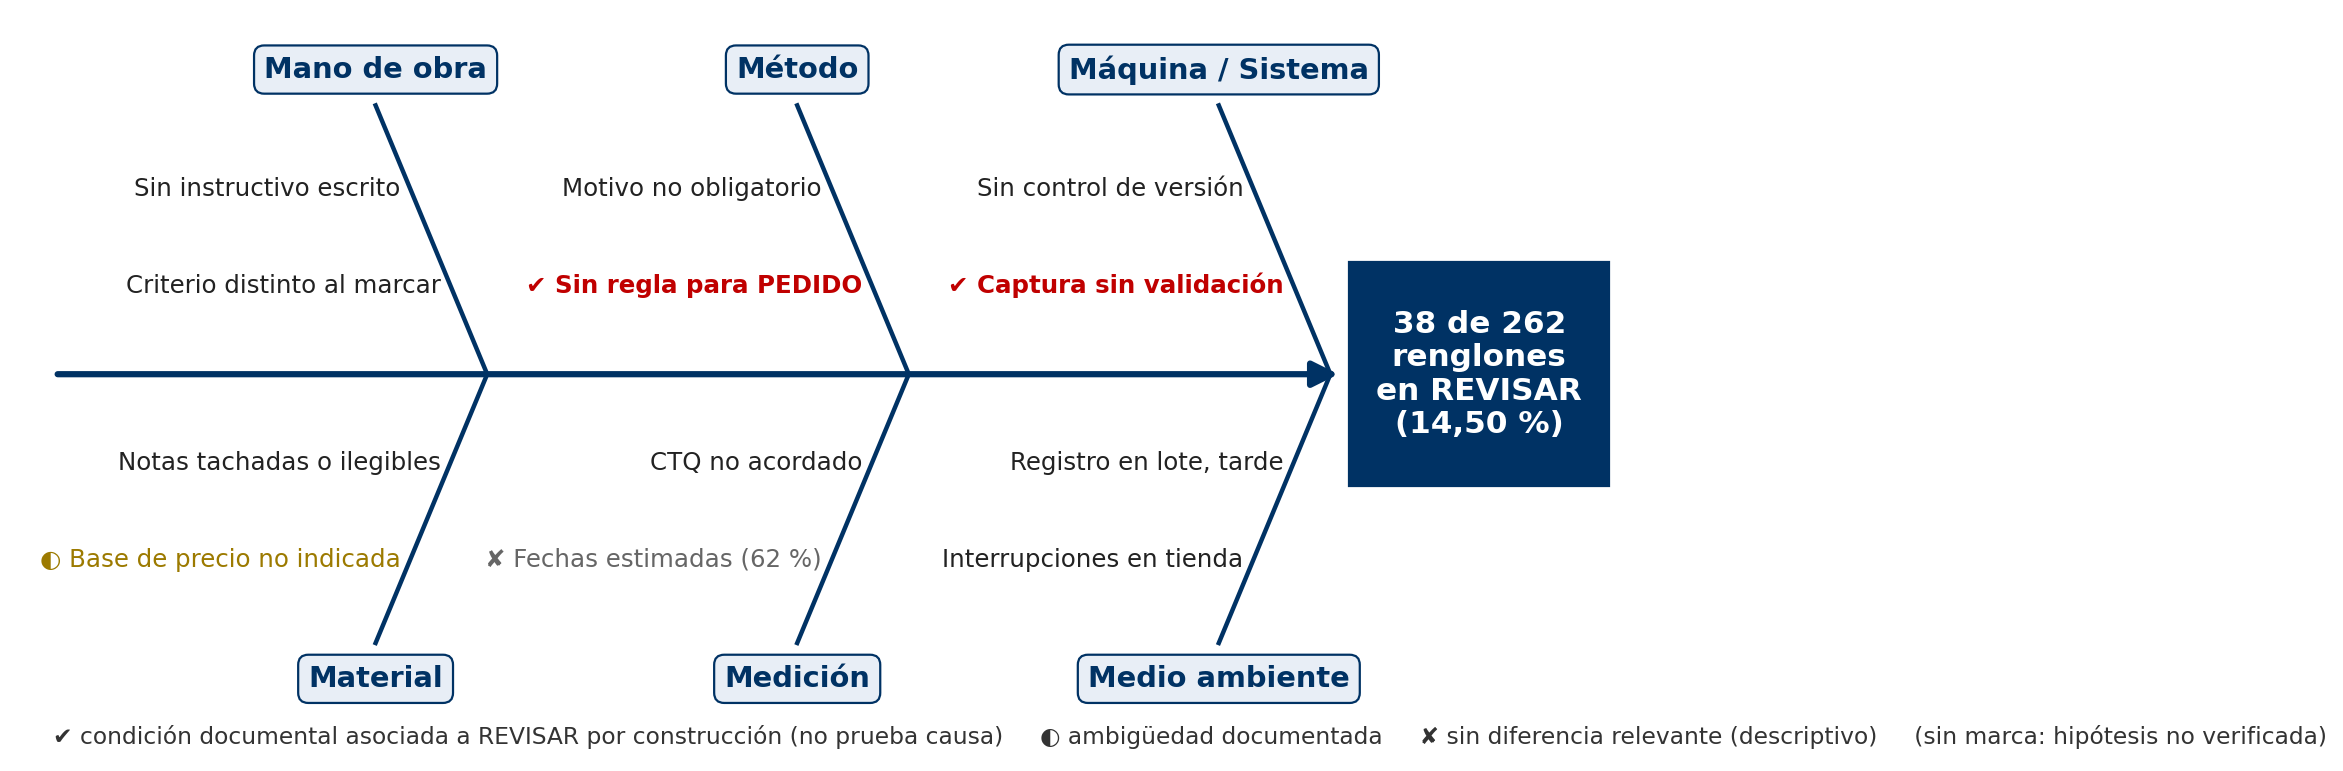 Mano de obra
Método
Máquina / Sistema
Sin instructivo escrito
Motivo no obligatorio
Sin control de versión
Criterio distinto al marcar
✔ Sin regla para PEDIDO
✔ Captura sin validación
38 de 262
renglones
en REVISAR
(14,50 %)
Notas tachadas o ilegibles
CTQ no acordado
Registro en lote, tarde
◐ Base de precio no indicada
✘ Fechas estimadas (62 %)
Interrupciones en tienda
Material
Medición
Medio ambiente
✔ condición documental asociada a REVISAR por construcción (no prueba causa) ◐ ambigüedad documentada ✘ sin diferencia relevante (descriptivo) (sin marca: hipótesis no verificada)